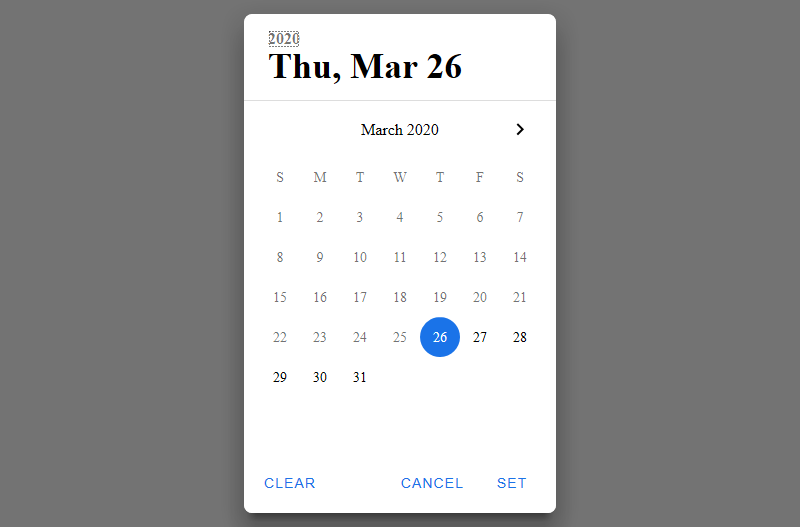 2020
Thu, Mar 26
March 2020
S M T W T F S
1 2 3 4 5 6 7
8 9 10 11 12 13 14
15 16 17 18 19 20 21
22 23 24 25 26 27 28
29 30 31
CLEAR CANCEL SET